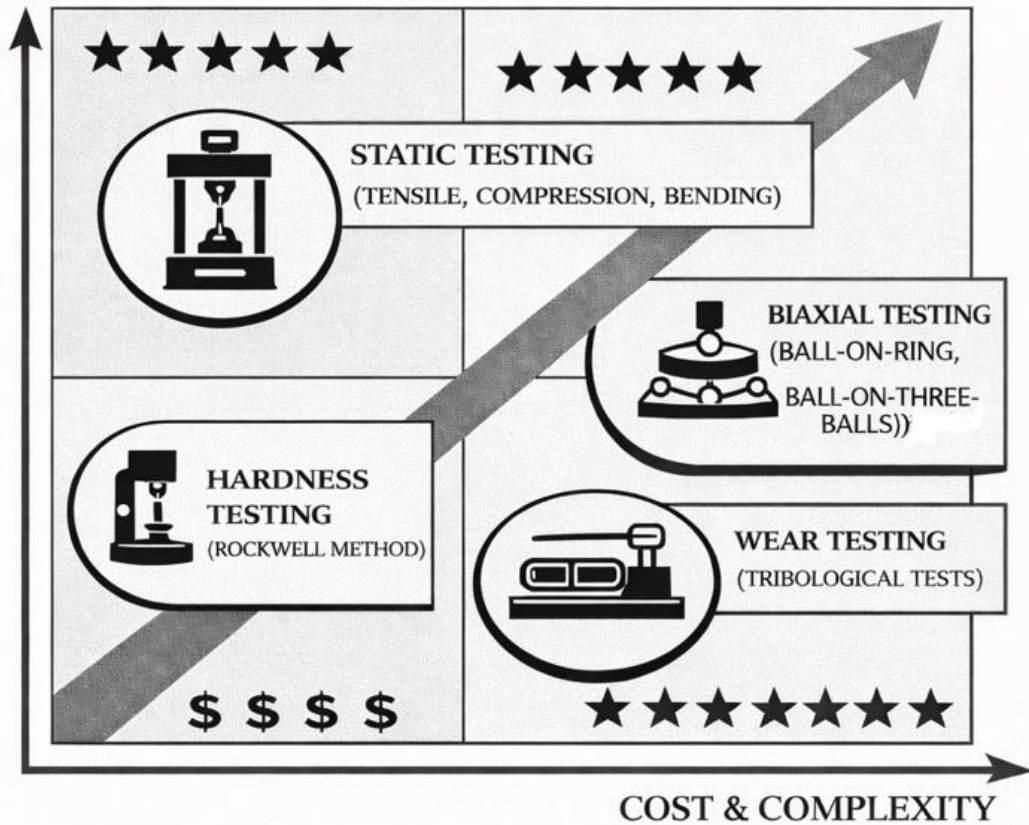 STATIC TESTING
(TENSILE, COMPRESSION, BENDING)
BIAXIAL TESTING
(BALL-ON-RING,
BALL-ON-THREE-
BALLS))
HARDNESS
TESTING
(ROCKWELL METHOD)
WEAR TESTING
(TRIBOLOGICAL TESTS)
$ $ $ $
COST & COMPLEXITY